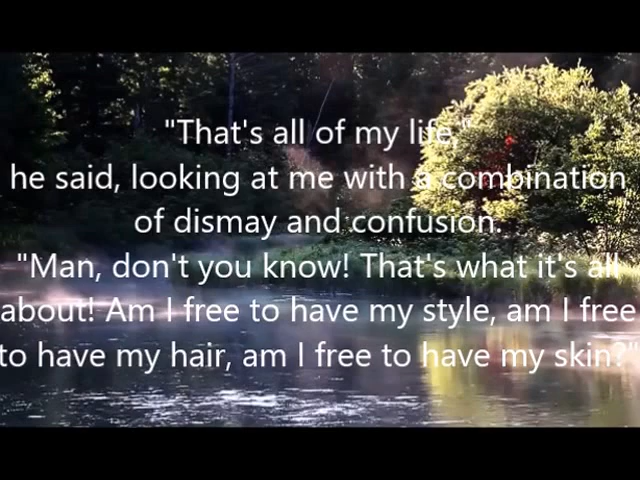 "That's all of my life,"
he said, looking at me with a combination
of dismay and confusion.
"Man, don't you know! That's what it's all
about! Am I free to have my style, am I free
to have my hair, am I free to have my skin?"